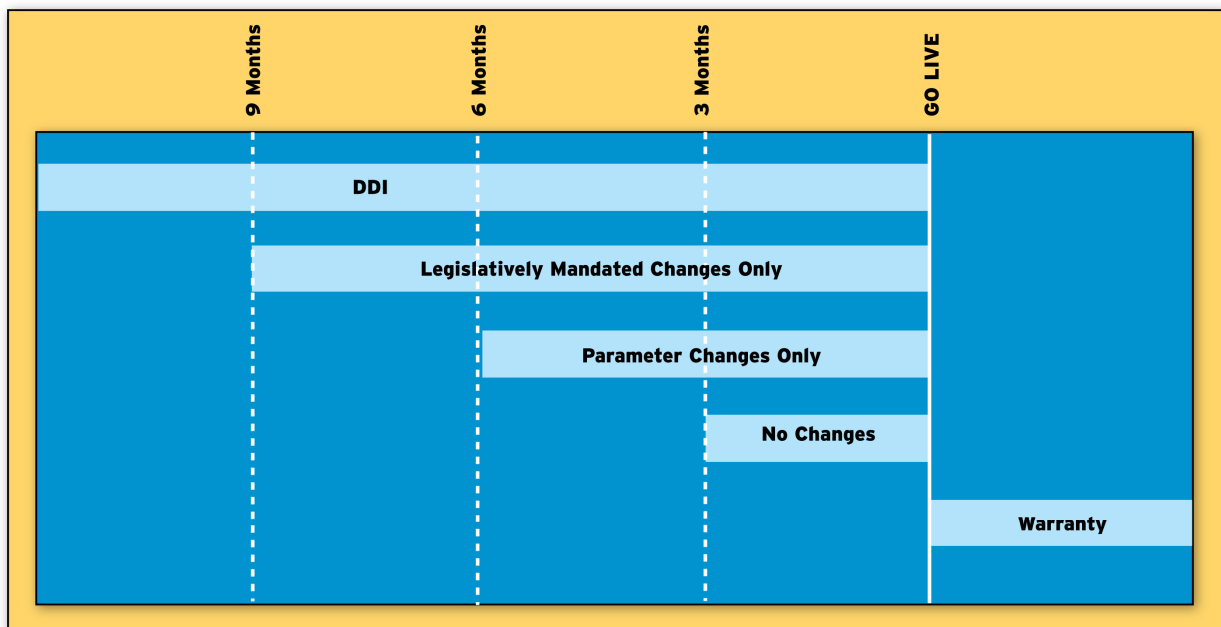 9 Months
6 Months
3 Months
GO LIVE
DDI
Legislatively Mandated Changes Only
Parameter Changes Only
No Changes
Warranty